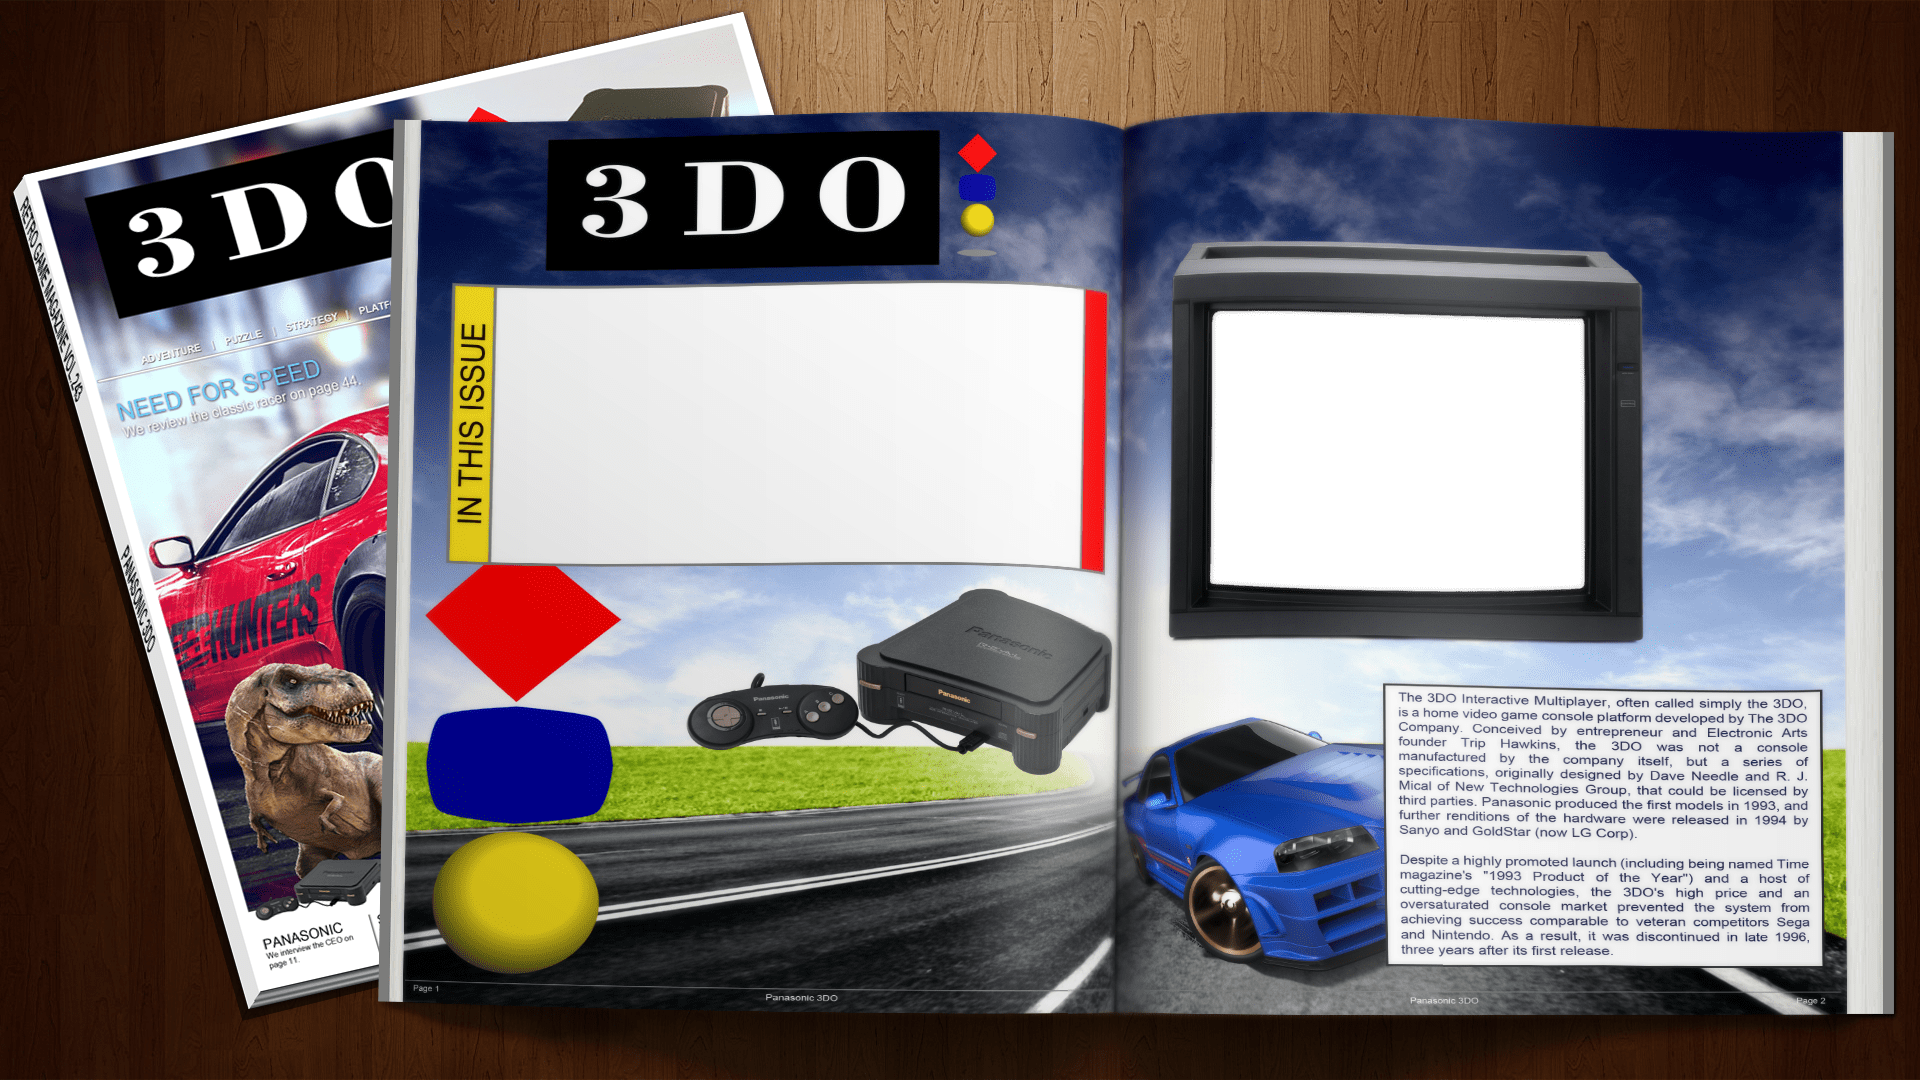 3DO
RETRO GAME MAGAZINE VOL. 243
PANASONIC 3DO
ADVENTURE | PUZZLE | STRATEGY |
NEED FOR SPEED
We review the classic racer on page 44.
HUNTERS
PANASONIC
We interview the CEO on
page 11.
3DO
IN THIS ISSUE
Panasonic
Panasonic
Panasonic
Page 1
Panasonic 3DO
The 3DO Interactive Multiplayer, often called simply the 3DO,
is a home video game console platform developed by The 3DO
Company. Conceived by entrepreneur and Electronic Arts
founder Trip Hawkins, the 3DO was not a console
manufactured by the company itself, but a series of
specifications, originally designed by Dave Needle and R. J.
Mical of New Technologies Group, that could be licensed by
third parties. Panasonic produced the first models in 1993, and
further renditions of the hardware were released in 1994 by
Sanyo and GoldStar (now LG Corp).
Despite a highly promoted launch (including being named Time
magazine's "1993 Product of the Year") and a host of
cutting-edge technologies, the 3DO's high price and an
oversaturated console market prevented the system from
achieving success comparable to veteran competitors Sega
and Nintendo. As a result, it was discontinued in late 1996,
three years after its first release.
Panasonic 3DO
Page 2